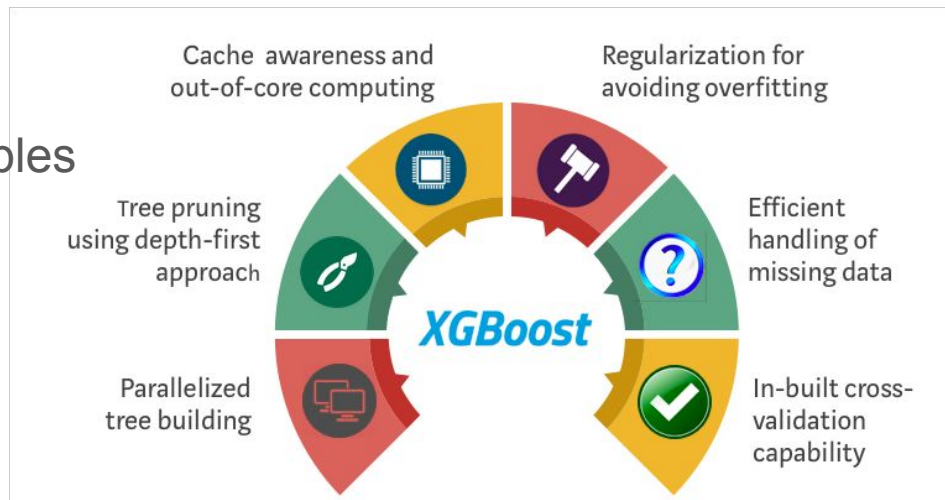 Cache awareness and
out-of-core computing
Regularization for
avoiding overfitting
ples
Tree pruning
using depth-first
approach
Efficient
handling of
missing data
?
XGBoost
Parallelized
tree building
In-built cross-
validation
capability